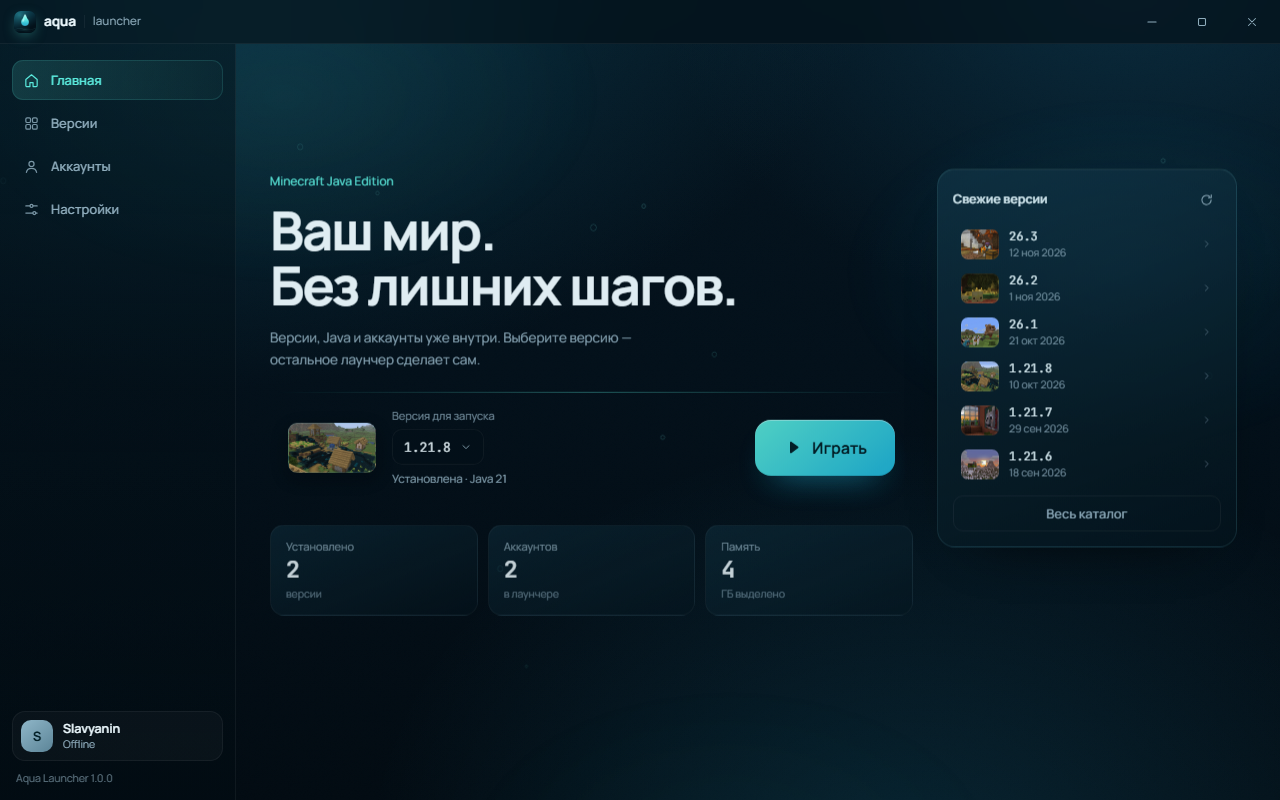 aqua launcher
Главная
Версии
Аккаунты
Настройки
Slavyanin
Offline
Aqua Launcher 1.0.0
Minecraft Java Edition
Ваш мир.
Без лишних шагов.
Версии, Java и аккаунты уже внутри. Выберите версию —
остальное лаунчер сделает сам.
Версия для запуска
1.21.8
Установлена · Java 21
Играть
Установлено
2
версии
Аккаунтов
2
в лаунчере
Память
4
ГБ выделено
Свежие версии
26.3
12 ноя 2026
26.2
1 ноя 2026
26.1
21 окт 2026
1.21.8
10 окт 2026
1.21.7
29 сен 2026
1.21.6
18 сен 2026
Весь каталог
S